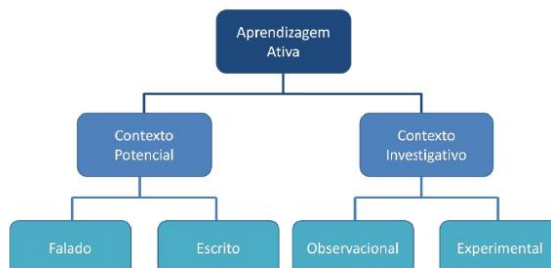 Aprendizagem
Ativa
Contexto
Potencial
Contexto
Investigativo
Falado
Escrito
Observacional
Experimental